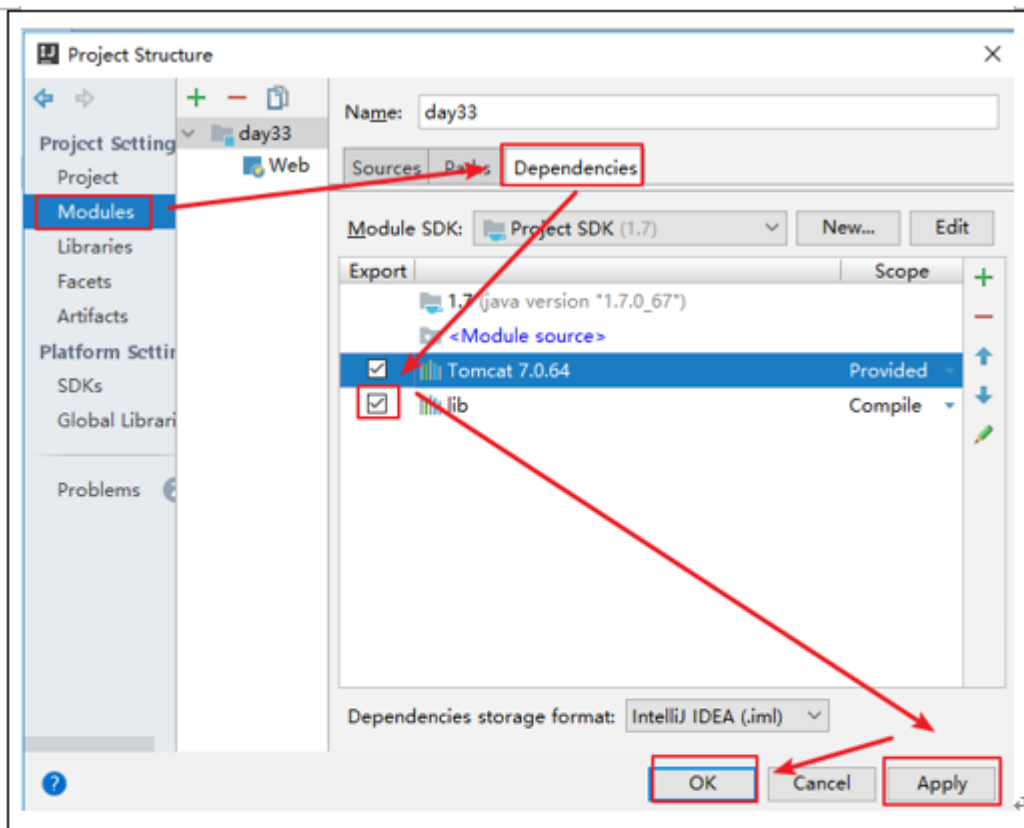 Project Structure
Project Setting
Project
Modules
Libraries
Facets
Artifacts
Platform Settin
SDKs
Global Librari
Problems
day33
Web
Name: day33
Sources Paths Dependencies
Module SDK: Project SDK (1.7) New... Edit
Export Scope
1.7 (java version "1.7.0_67")
<Module source>
Tomcat 7.0.64 Provided
lib Compile
Dependencies storage format: IntelliJ IDEA (.iml)
? OK Cancel Apply